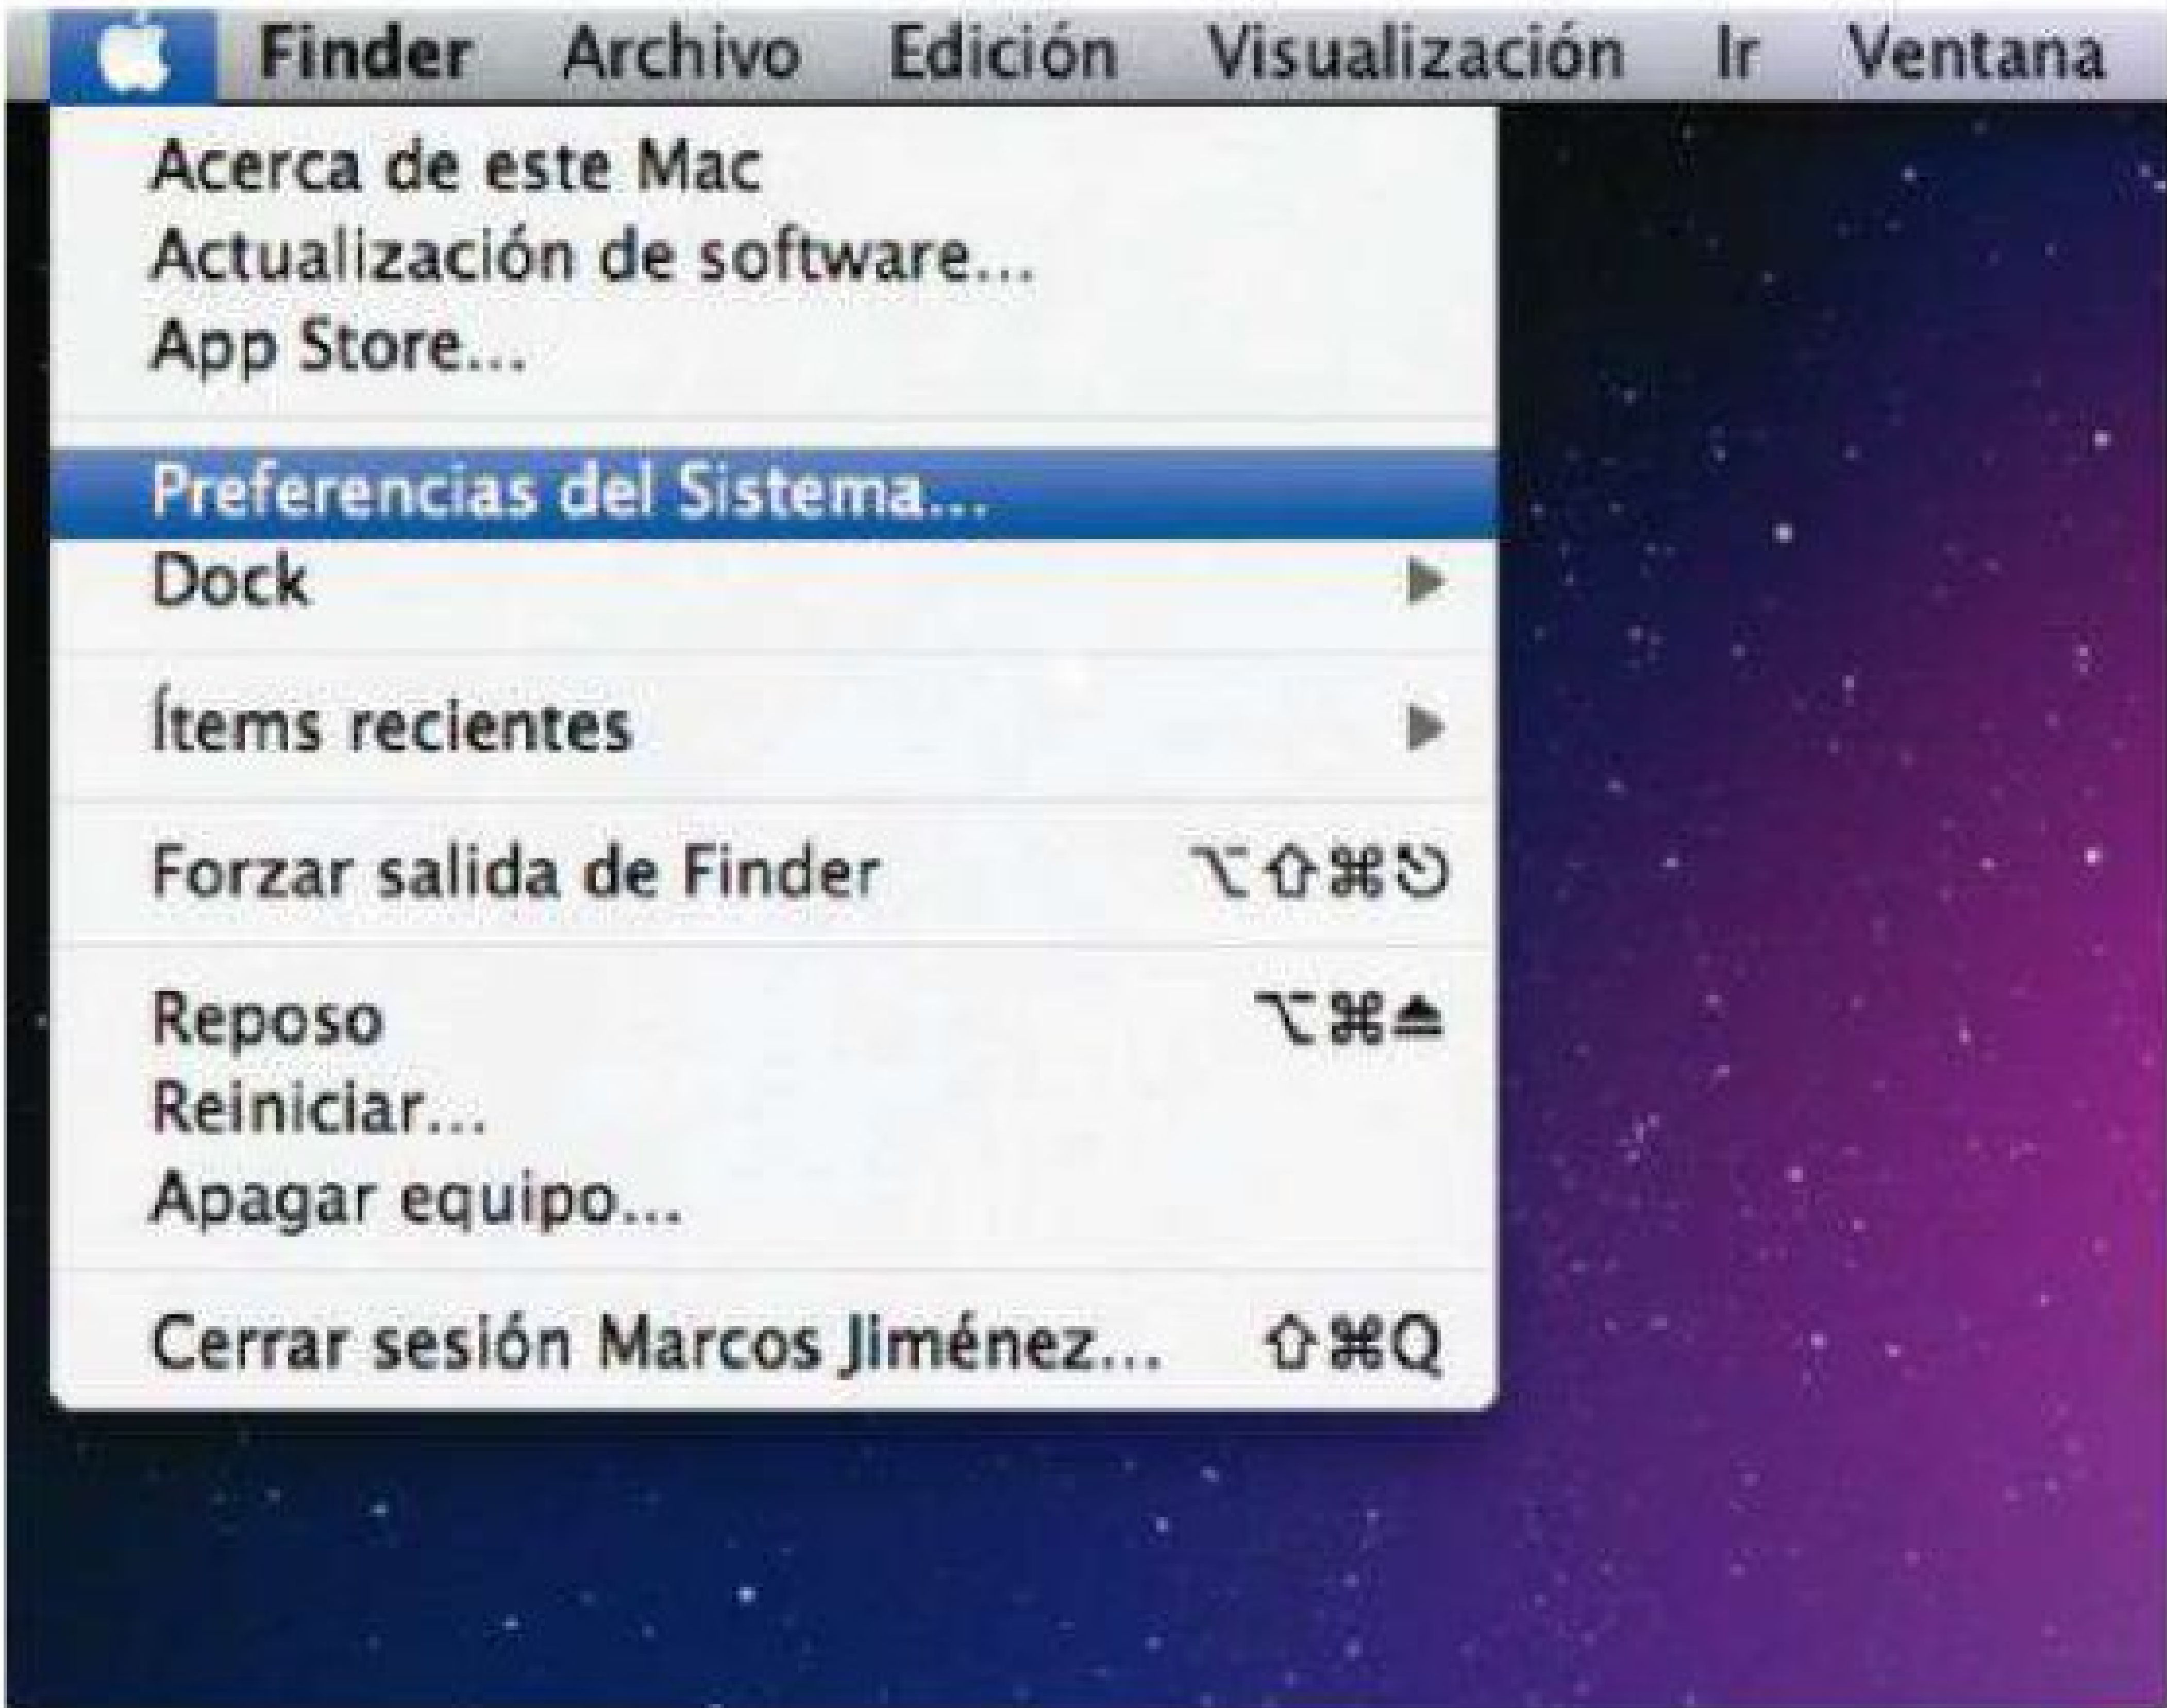 Finder Archivo Edición Visualización Ir Ventana
Acerca de este Mac
Actualización de software...
App Store...
Preferencias del Sistema...
Dock ▶
Ítems recientes ▶
Forzar salida de Finder ⌥⇧⌘⎋
Reposo ⌥⌘⏏
Reiniciar...
Apagar equipo...
Cerrar sesión Marcos Jiménez... ⇧⌘Q